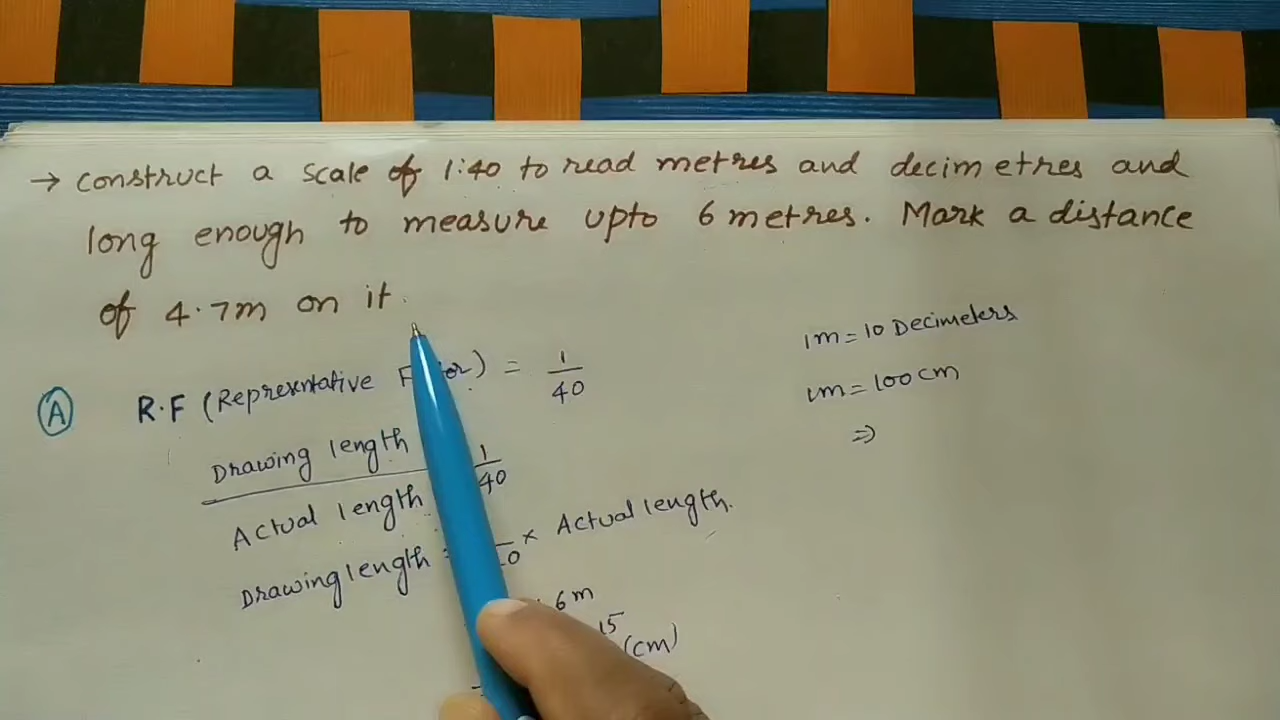 → construct a scale of 1:40 to read metres and decimetres and
long enough to measure upto 6 metres. Mark a distance
of 4.7m on it.
1m = 10 Decimeters
A R.F (Representative) = 1/40
1m = 100 cm
⇒
Drawing length
Actual length 1/40
Drawing length = × Actual length.
6m
15 (cm)